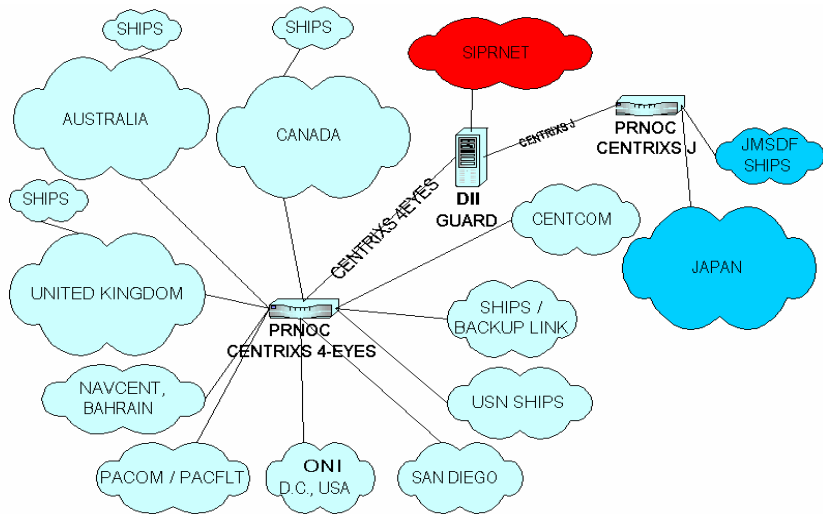 SHIPS
SHIPS
SIPRNET
AUSTRALIA
CANADA
CENTRIXS J
PRNOC
CENTRIXS J
JMSDF
SHIPS
DII
GUARD
SHIPS
CENTRIXS 4EYES
CENTCOM
JAPAN
UNITED KINGDOM
PRNOC
CENTRIXS 4-EYES
SHIPS /
BACKUP LINK
NAVCENT,
BAHRAIN
USN SHIPS
PACOM / PACFLT
ONI
D.C., USA
SAN DIEGO